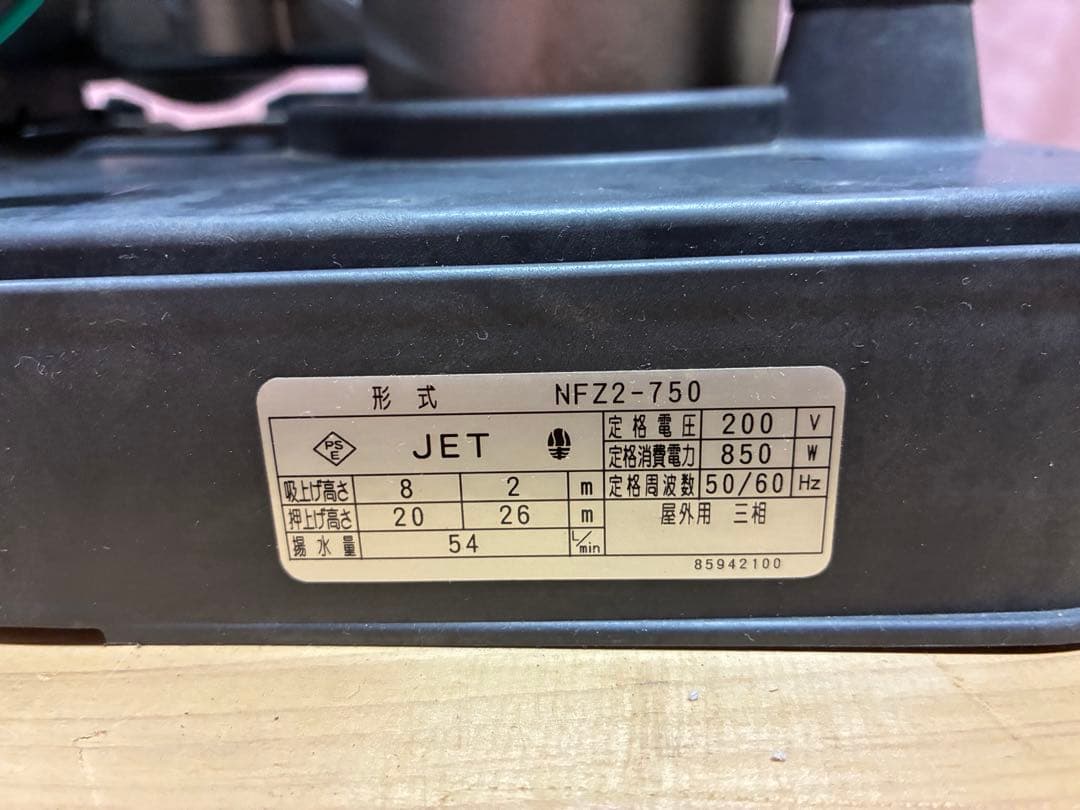 形式 NFZ2-750
PS E JET
定格電圧 200 V
定格消費電力 850 W
吸上げ高さ 8 2 m 定格周波数 50/60 Hz
押上げ高さ 20 26 m 屋外用 三相
揚水量 54 L/min
85942100